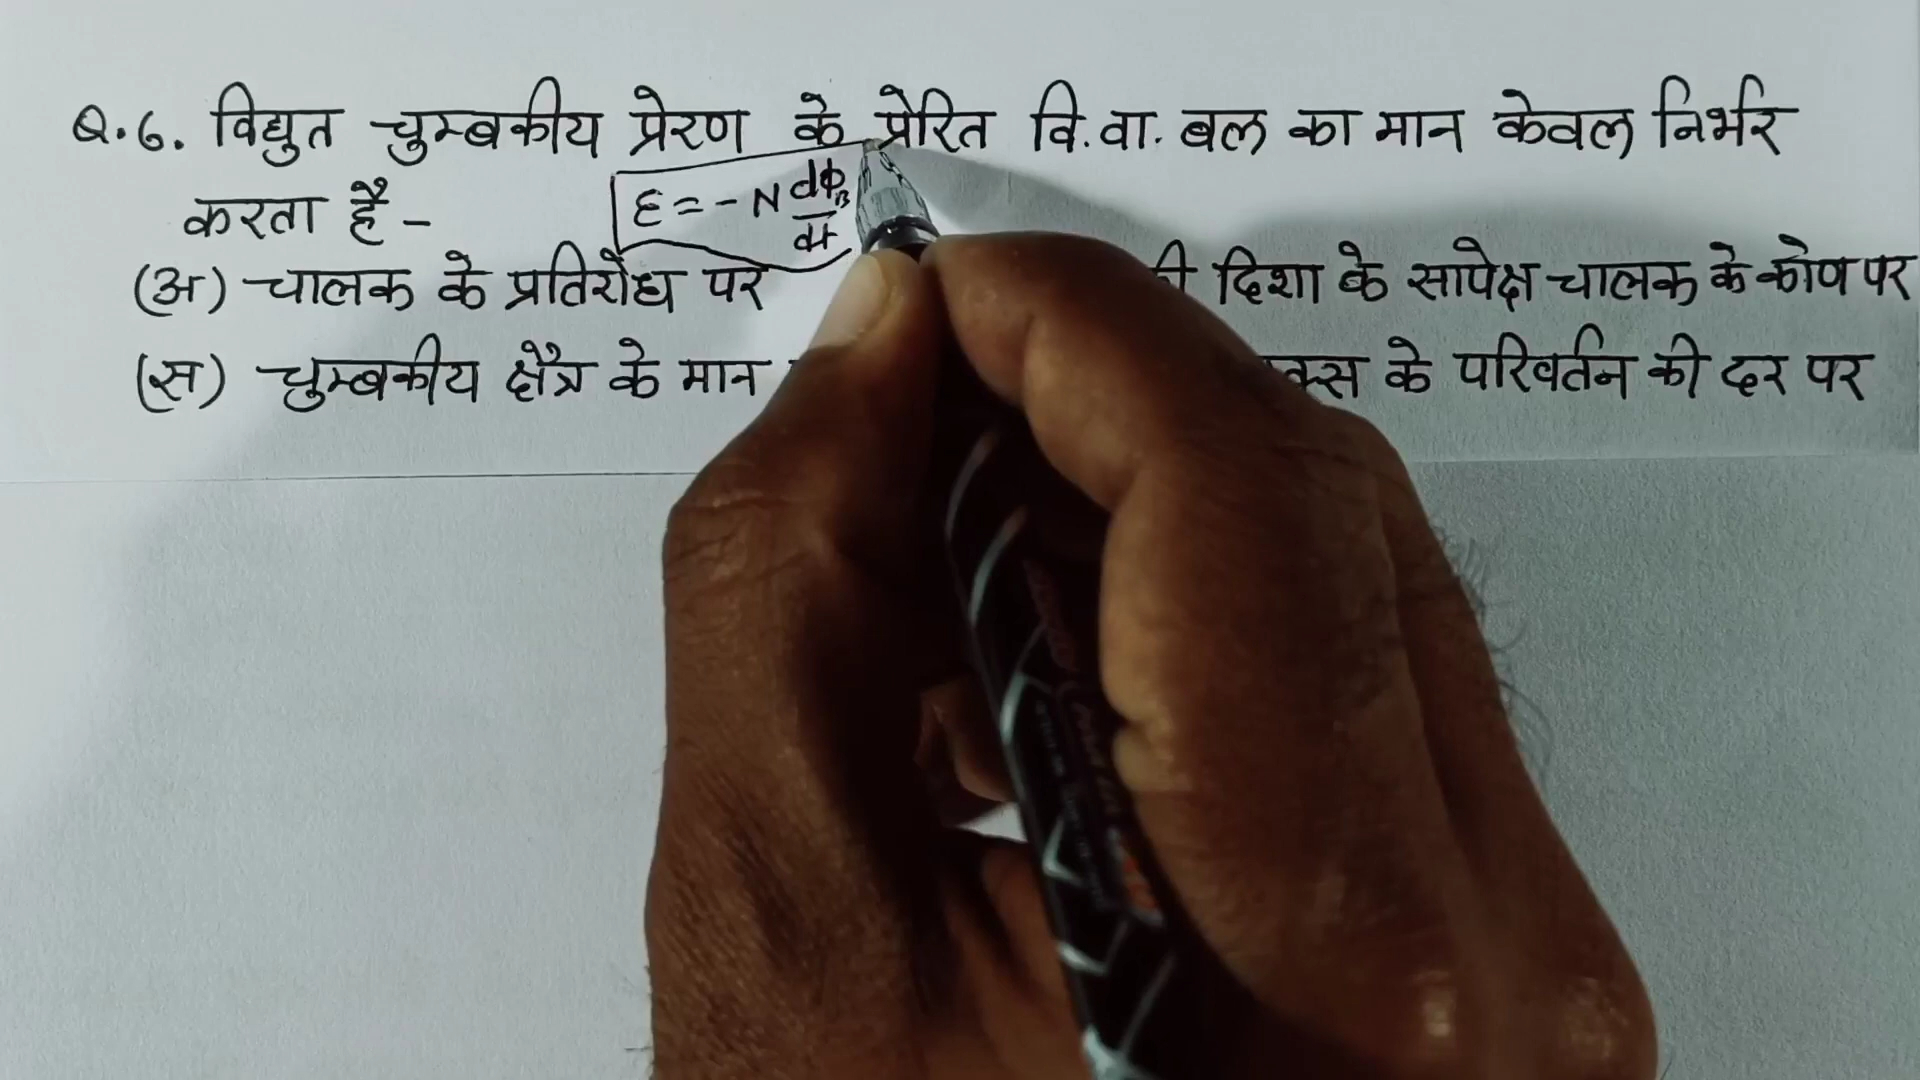 Q.6. विद्युत चुम्बकीय प्रेरण के प्रेरित वि.वा. बल का मान केवल निर्भर
करता है -
ε = - N dΦ_B/dt
(अ) चालक के प्रतिरोध पर दिशा के सापेक्ष चालक के कोण पर
(स) चुम्बकीय क्षैत्र के मान के परिवर्तन की दर पर